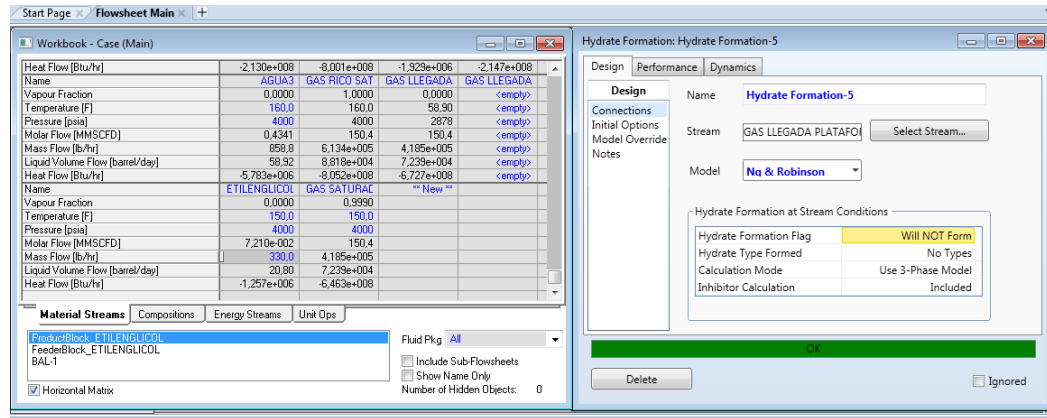 Start Page Flowsheet Main +
Workbook - Case (Main)
Heat Flow [Btu/hr] -2,130e+008 -8,001e+008 -1,929e+006 -2,147e+008
Name AGUA3 GAS RICO SAT GAS LLEGADA GAS LLEGADA
Vapour Fraction 0,0000 1,0000 0,0000 <empty>
Temperature [F] 160,0 160,0 58,90 <empty>
Pressure [psia] 4000 4000 2878 <empty>
Molar Flow [MMSCFD] 0,4341 150,4 150,4 <empty>
Mass Flow [lb/hr] 858,8 6,134e+005 4,185e+005 <empty>
Liquid Volume Flow [barrel/day] 58,92 8,818e+004 7,239e+004 <empty>
Heat Flow [Btu/hr] -5,783e+006 -8,052e+008 -6,727e+008 <empty>
Name ETILENGLICOL GAS SATURAD ** New **
Vapour Fraction 0,0000 0,9990
Temperature [F] 150,0 150,0
Pressure [psia] 4000 4000
Molar Flow [MMSCFD] 7,210e-002 150,4
Mass Flow [lb/hr] 330,0 4,185e+005
Liquid Volume Flow [barrel/day] 20,80 7,239e+004
Heat Flow [Btu/hr] -1,257e+006 -6,463e+008
Material Streams Compositions Energy Streams Unit Ops
ProductBlock_ETILENGLICOL
FeederBlock_ETILENGLICOL
BAL-1
Fluid Pkg All
Include Sub-Flowsheets
Show Name Only
Number of Hidden Objects: 0
Horizontal Matrix
Hydrate Formation: Hydrate Formation-5
Design Performance Dynamics
Design
Connections
Initial Options
Model Override
Notes
Name Hydrate Formation-5
Stream GAS LLEGADA PLATAFO Select Stream...
Model Ng & Robinson
Hydrate Formation at Stream Conditions
Hydrate Formation Flag Will NOT Form
Hydrate Type Formed No Types
Calculation Mode Use 3-Phase Model
Inhibitor Calculation Included
OK
Delete
Ignored